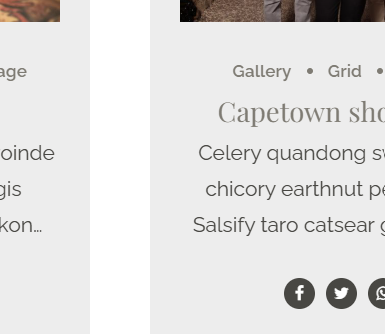 age
oinde
gis
kon…
Gallery • Grid •
Capetown sho
Celery quandong sw
chicory earthnut pe
Salsify taro catsear g